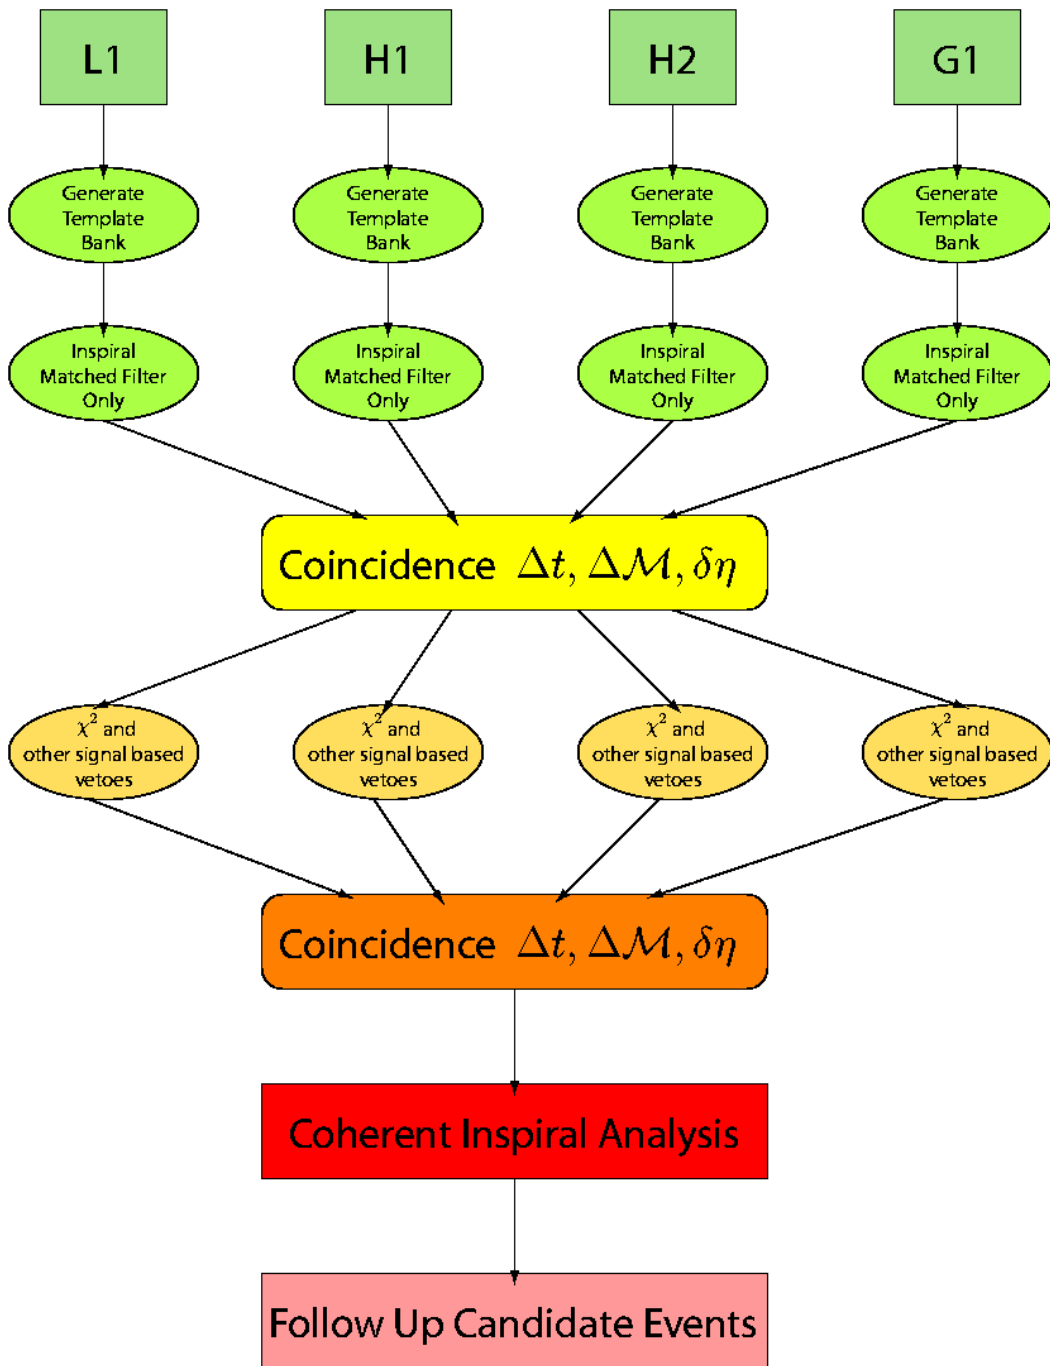 L1
H1
H2
G1
Generate
Template
Bank
Generate
Template
Bank
Generate
Template
Bank
Generate
Template
Bank
Inspiral
Matched Filter
Only
Inspiral
Matched Filter
Only
Inspiral
Matched Filter
Only
Inspiral
Matched Filter
Only
Coincidence Δt, Δℳ, δη
χ² and
other signal based
vetoes
χ² and
other signal based
vetoes
χ² and
other signal based
vetoes
χ² and
other signal based
vetoes
Coincidence Δt, Δℳ, δη
Coherent Inspiral Analysis
Follow Up Candidate Events